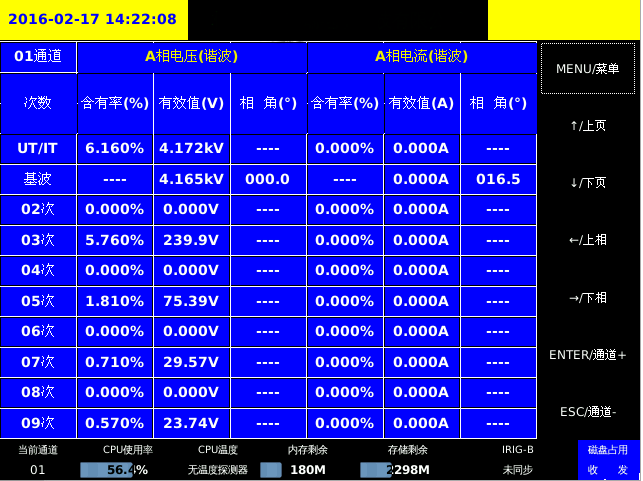 2016-02-17 14:22:08
01通道 A相电压(谐波) A相电流(谐波)
次数 含有率(%) 有效值(V) 相 角(°) 含有率(%) 有效值(A) 相 角(°)
UT/IT 6.160% 4.172kV ---- 0.000% 0.000A ----
基波 ---- 4.165kV 000.0 ---- 0.000A 016.5
02次 0.000% 0.000V ---- 0.000% 0.000A ----
03次 5.760% 239.9V ---- 0.000% 0.000A ----
04次 0.000% 0.000V ---- 0.000% 0.000A ----
05次 1.810% 75.39V ---- 0.000% 0.000A ----
06次 0.000% 0.000V ---- 0.000% 0.000A ----
07次 0.710% 29.57V ---- 0.000% 0.000A ----
08次 0.000% 0.000V ---- 0.000% 0.000A ----
09次 0.570% 23.74V ---- 0.000% 0.000A ----
MENU/菜单
↑/上页
↓/下页
←/上相
→/下相
ENTER/通道+
ESC/通道-
当前通道 CPU使用率 CPU温度 内存剩余 存储剩余 IRIG-B 磁盘占用
01 56.4% 无温度探测器 180M 2298M 未同步 收 发